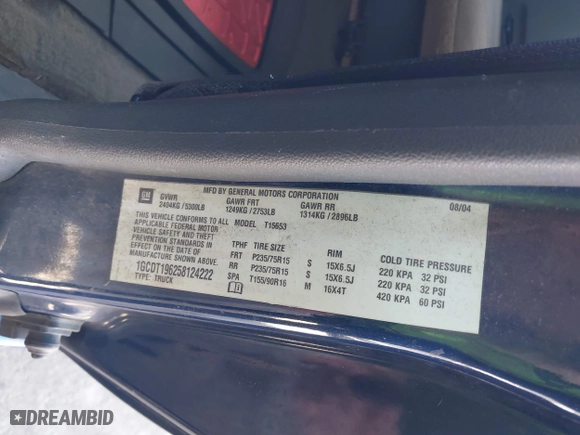 GM
MFD BY GENERAL MOTORS CORPORATION
08/04
GVWR GAWR FRT GAWR RR
2404KG / 5300LB 1249KG / 2753LB 1314KG / 2896LB
THIS VEHICLE CONFORMS TO ALL MODEL T15653
APPLICABLE FEDERAL MOTOR
VEHICLE SAFETY AND THEFT
PREVENTION STANDARDS IN
EFFECT ON THE DATE OF
MANUFACTURE SHOWN ABOVE.
1GCDT196258124222
TYPE: TRUCK
TPHF TIRE SIZE RIM COLD TIRE PRESSURE
FRT P235/75R15 S 15X6.5J 220 KPA 32 PSI
RR P235/75R15 S 15X6.5J 220 KPA 32 PSI
SPA T155/90R16 M 16X4T 420 KPA 60 PSI
DREAMBID